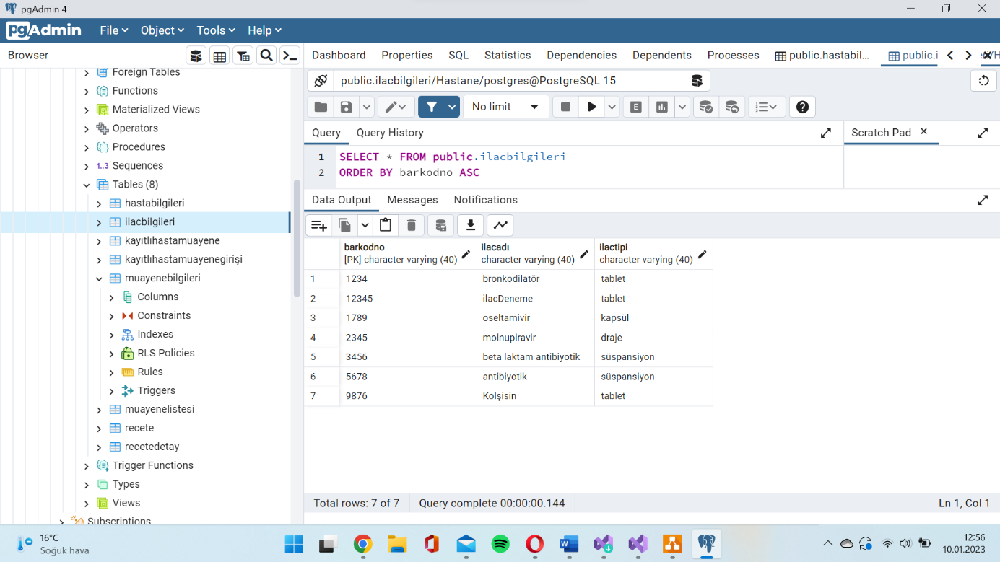 pgAdmin 4
pgAdmin File Object Tools Help
Browser
Dashboard Properties SQL Statistics Dependencies Dependents Processes public.hastabil... public.i
Foreign Tables
Functions
Materialized Views
Operators
Procedures
1..3 Sequences
Tables (8)
hastabilgileri
ilacbilgileri
kayıtlıhastamuayene
kayıtlıhastamuayenegirişi
muayenebilgileri
Columns
Constraints
Indexes
RLS Policies
Rules
Triggers
muayenelistesi
recete
recetedetay
Trigger Functions
Types
Views
Subscriptions
public.ilacbilgileri/Hastane/postgres@PostgreSQL 15
No limit
E
Query Query History
Scratch Pad
1 SELECT * FROM public.ilacbilgileri
2 ORDER BY barkodno ASC
Data Output Messages Notifications
barkodno ilacadı ilactipi
[PK] character varying (40) character varying (40) character varying (40)
1 1234 bronkodilatör tablet
2 12345 ilacDeneme tablet
3 1789 oseltamivir kapsül
4 2345 molnupiravir draje
5 3456 beta laktam antibiyotik süspansiyon
6 5678 antibiyotik süspansiyon
7 9876 Kolşisin tablet
Total rows: 7 of 7 Query complete 00:00:00.144 Ln 1, Col 1
16°C
Soğuk hava
12:56
10.01.2023